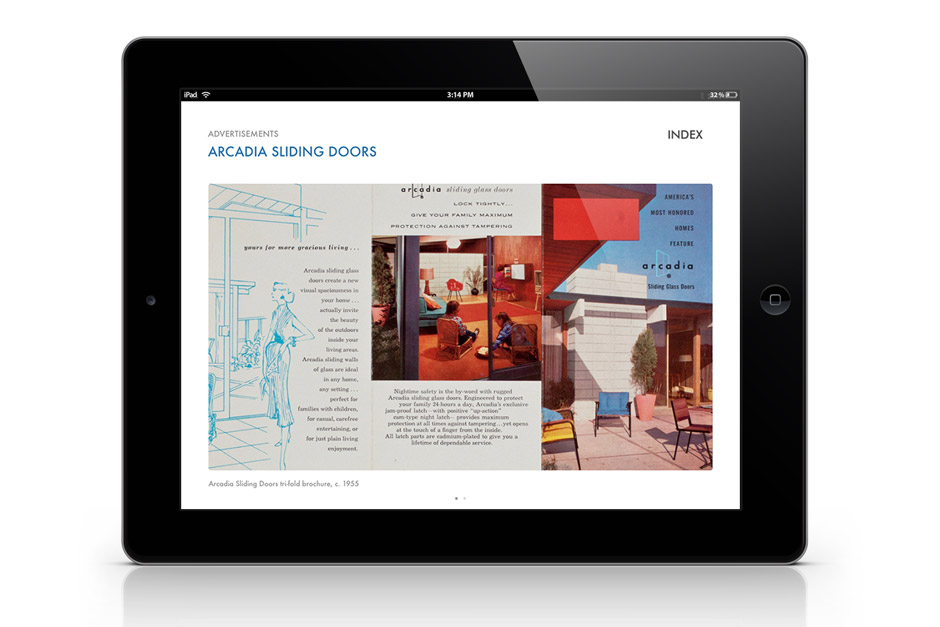 iPad
3:14 PM
32%
ADVERTISEMENTS
INDEX
ARCADIA SLIDING DOORS
yours for more gracious living . . .
Arcadia sliding glass
doors create a new
visual spaciousness in
your home . . .
actually invite
the beauty
of the outdoors
inside your
living areas.
Arcadia sliding walls
of glass are ideal
in any home,
any setting . . .
perfect for
families with children,
for casual, carefree
entertaining, or
for just plain living
enjoyment.
arcadia sliding glass doors
LOCK TIGHTLY...
GIVE YOUR FAMILY MAXIMUM
PROTECTION AGAINST TAMPERING
Nightime safety is the by-word with rugged
Arcadia sliding glass doors. Engineered to protect
your family 24-hours a day, Arcadia's exclusive
jam-proof latch—with positive "up-action"
cam-type night latch—provides maximum
protection at all times against tampering...yet opens
at the touch of a finger from the inside.
All latch parts are cadmium-plated to give you a
lifetime of dependable service.
AMERICA'S
MOST HONORED
HOMES
FEATURE
arcadia
Sliding Glass Doors
Arcadia Sliding Doors tri-fold brochure, c. 1955